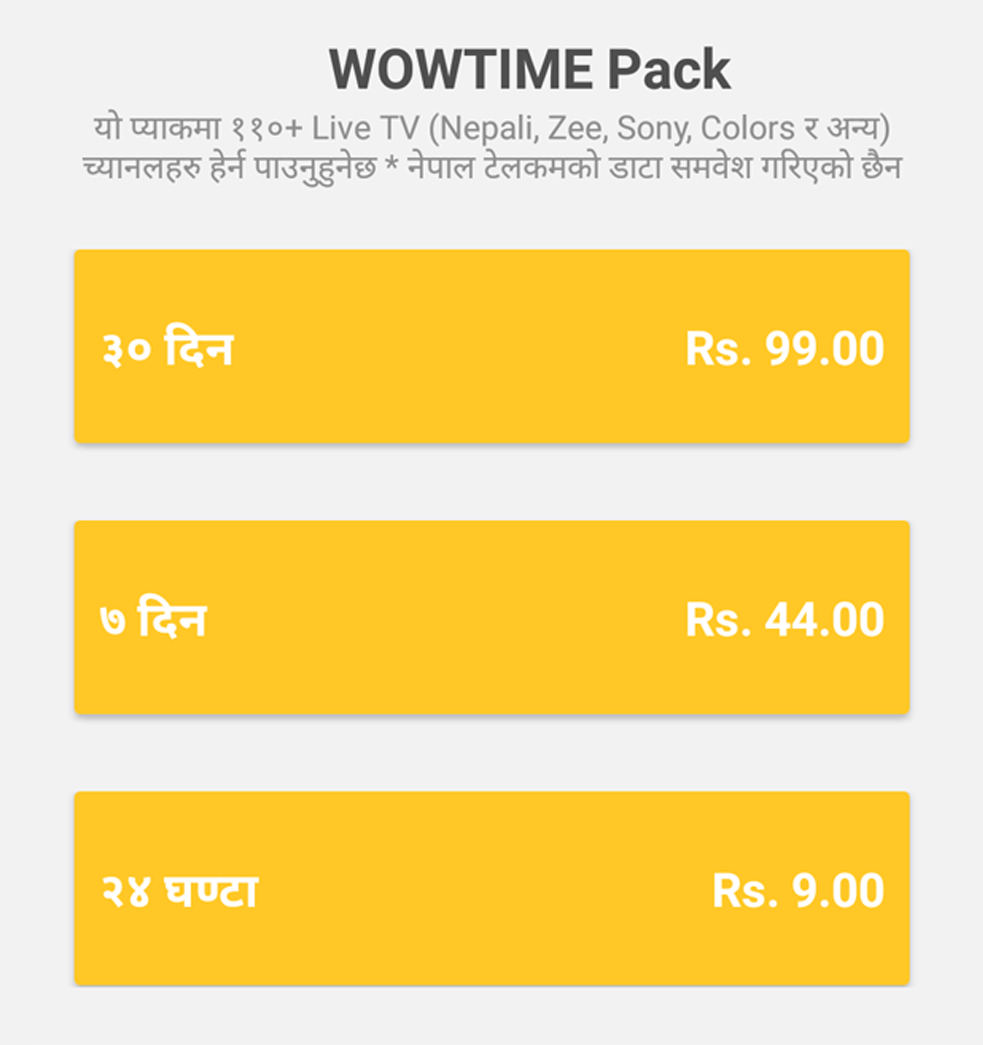 WOWTIME Pack
यो प्याकमा ११०+ Live TV (Nepali, Zee, Sony, Colors र अन्य)
च्यानलहरु हेर्न पाउनुहुनेछ * नेपाल टेलकमको डाटा समवेश गरिएको छैन
३० दिन Rs. 99.00
७ दिन Rs. 44.00
२४ घण्टा Rs. 9.00